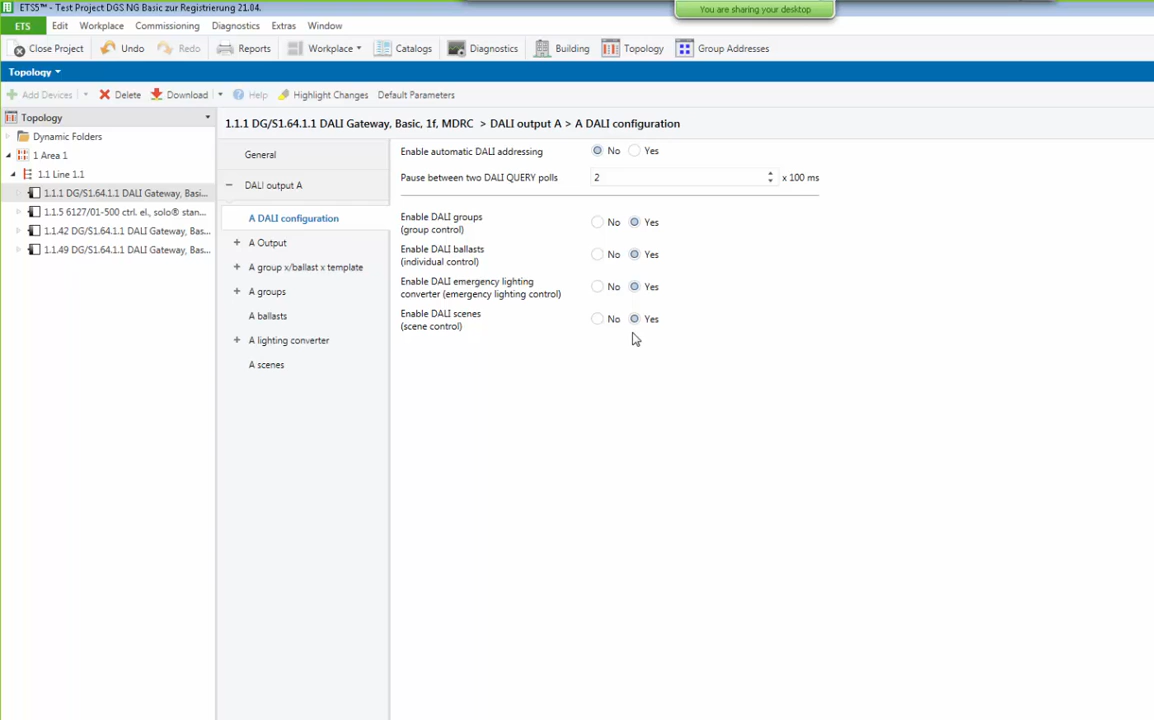 You are sharing your desktop
ETS5™ - Test Project DGS NG Basic zur Registrierung 21.04.
ETS Edit Workplace Commissioning Diagnostics Extras Window
Close Project Undo Redo Reports Workplace Catalogs Diagnostics Building Topology Group Addresses
Topology
Add Devices Delete Download Help Highlight Changes Default Parameters
Topology
Dynamic Folders
1 Area 1
1.1 Line 1.1
1.1.1 DG/S1.64.1.1 DALI Gateway, Basi...
1.1.5 6127/01-500 ctrl. el., solo® stan...
1.1.42 DG/S1.64.1.1 DALI Gateway, Bas...
1.1.49 DG/S1.64.1.1 DALI Gateway, Bas...
1.1.1 DG/S1.64.1.1 DALI Gateway, Basic, 1f, MDRC > DALI output A > A DALI configuration
General
DALI output A
A DALI configuration
A Output
A group x/ballast x template
A groups
A ballasts
A lighting converter
A scenes
Enable automatic DALI addressing No Yes
Pause between two DALI QUERY polls 2 x 100 ms
Enable DALI groups
(group control) No Yes
Enable DALI ballasts
(individual control) No Yes
Enable DALI emergency lighting
converter (emergency lighting control) No Yes
Enable DALI scenes
(scene control) No Yes